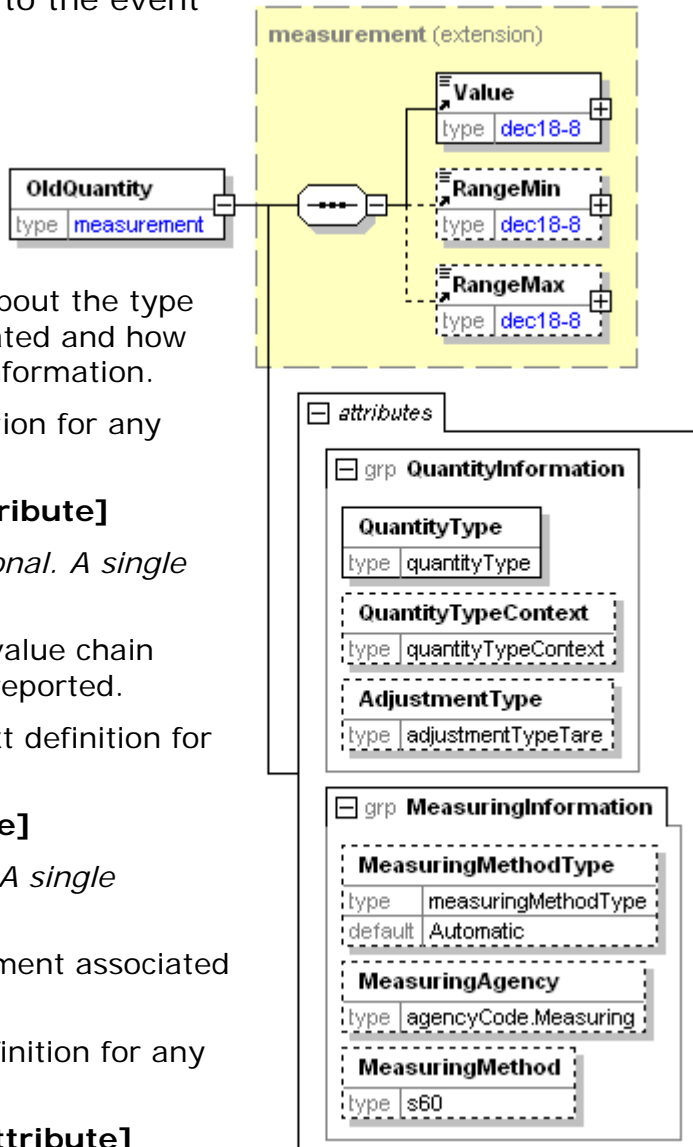 to the event
bout the type
ated and how
formation.
ion for any
ribute]
onal. A single
value chain
reported.
t definition for
e]
A single
ment associated
finition for any
ttribute]
measurement (extension)
Value
type dec18-8
RangeMin
type dec18-8
RangeMax
type dec18-8
OldQuantity
type measurement
attributes
grp QuantityInformation
QuantityType
type quantityType
QuantityTypeContext
type quantityTypeContext
AdjustmentType
type adjustmentTypeTare
grp MeasuringInformation
MeasuringMethodType
type measuringMethodType
default Automatic
MeasuringAgency
type agencyCode.Measuring
MeasuringMethod
type s60